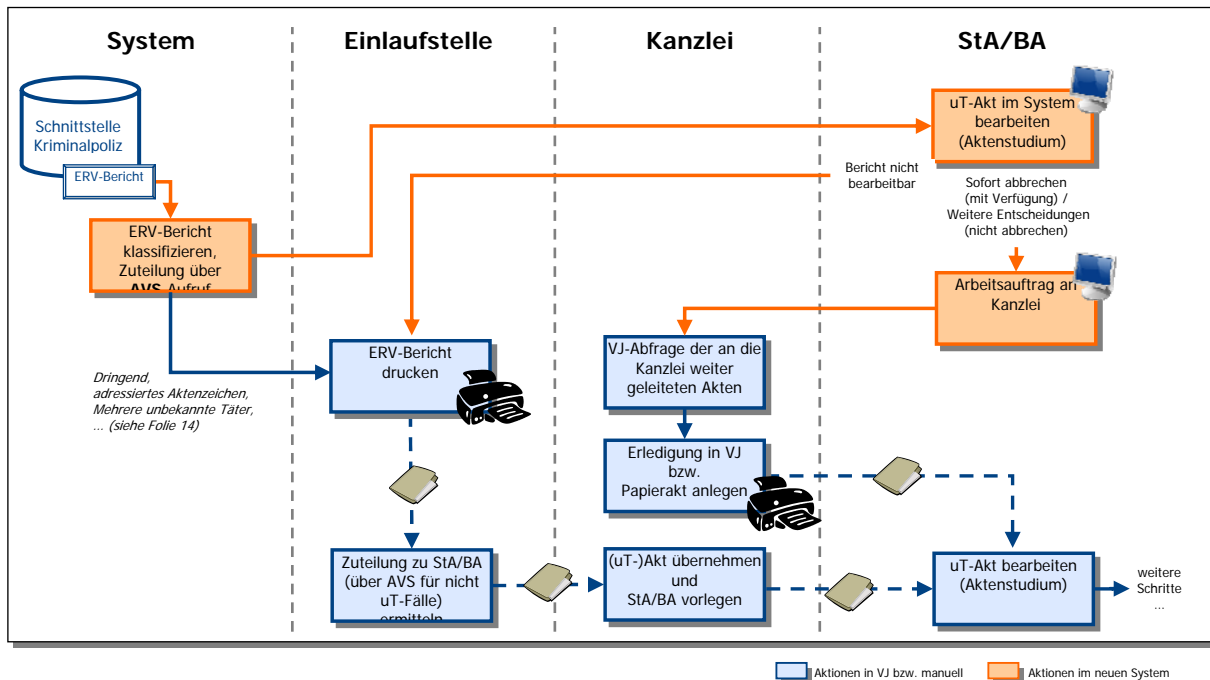 System
Einlaufstelle
Kanzlei
StA/BA
Schnittstelle
Kriminalpoliz
ERV-Bericht
ERV-Bericht
klassifizieren,
Zuteilung über
AVS Aufruf
Dringend,
adressiertes Aktenzeichen,
Mehrere unbekannte Täter,
... (siehe Folie 14)
ERV-Bericht
drucken
Zuteilung zu StA/BA
(über AVS für nicht
uT-Fälle)
ermitteln
VJ-Abfrage der an die
Kanzlei weiter
geleiteten Akten
Erledigung in VJ
bzw.
Papierakt anlegen
(uT-)Akt übernehmen
und
StA/BA vorlegen
uT-Akt im System
bearbeiten
(Aktenstudium)
Bericht nicht
bearbeitbar
Sofort abbrechen
(mit Verfügung) /
Weitere Entscheidungen
(nicht abbrechen)
Arbeitsauftrag an
Kanzlei
uT-Akt bearbeiten
(Aktenstudium)
weitere
Schritte
...
Aktionen in VJ bzw. manuell
Aktionen im neuen System